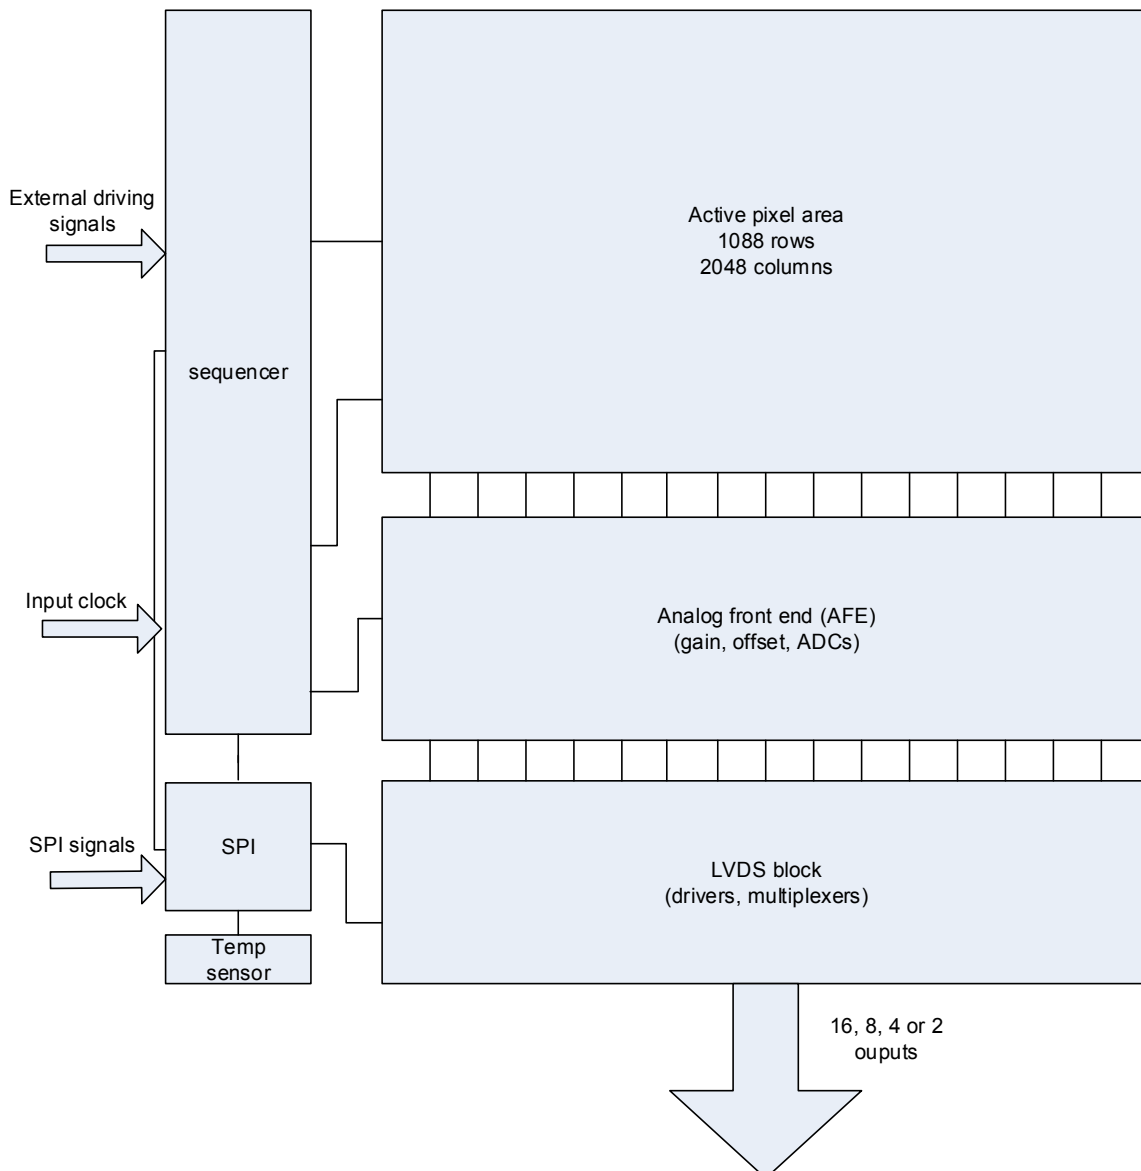 External driving
signals
Active pixel area
1088 rows
2048 columns
sequencer
Input clock
Analog front end (AFE)
(gain, offset, ADCs)
SPI signals
SPI
LVDS block
(drivers, multiplexers)
Temp
sensor
16, 8, 4 or 2
ouputs